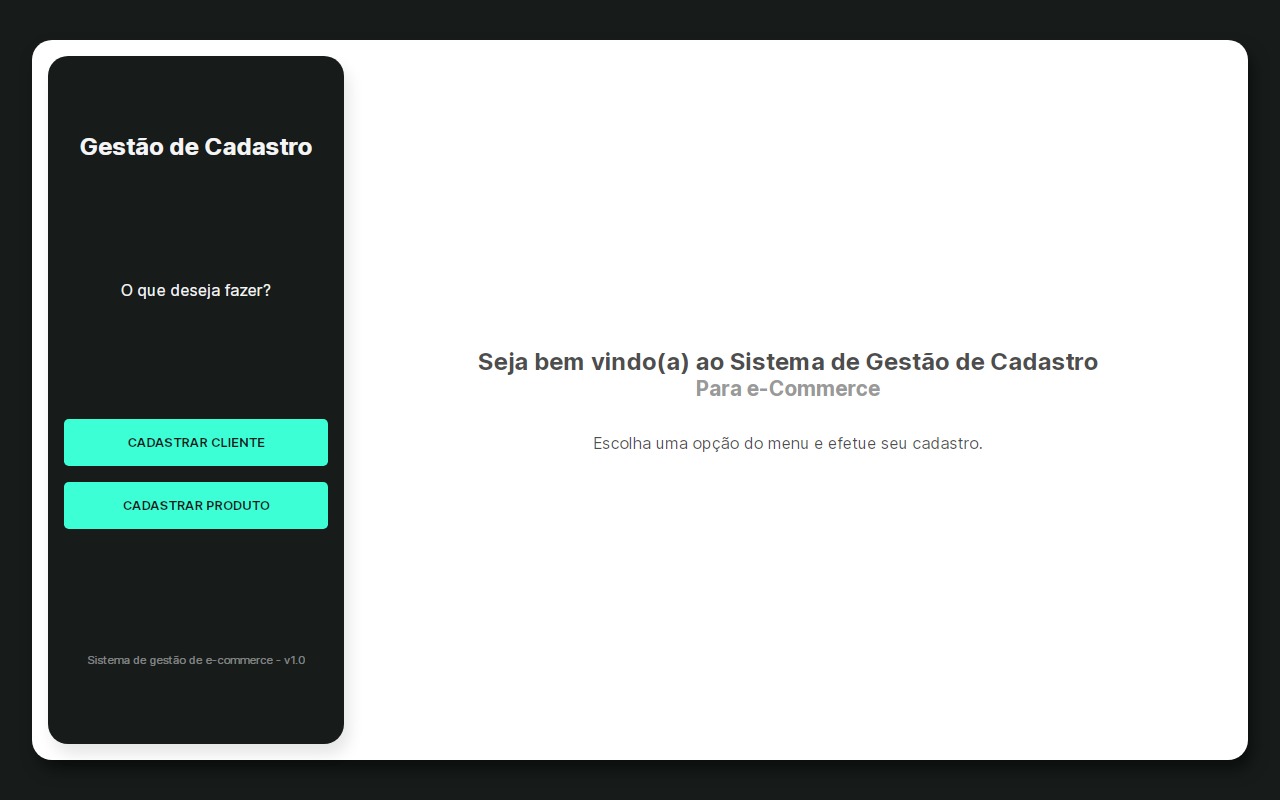 Gestão de Cadastro
O que deseja fazer?
CADASTRAR CLIENTE
CADASTRAR PRODUTO
Sistema de gestão de e-commerce - v1.0
Seja bem vindo(a) ao Sistema de Gestão de Cadastro
Para e-Commerce
Escolha uma opção do menu e efetue seu cadastro.